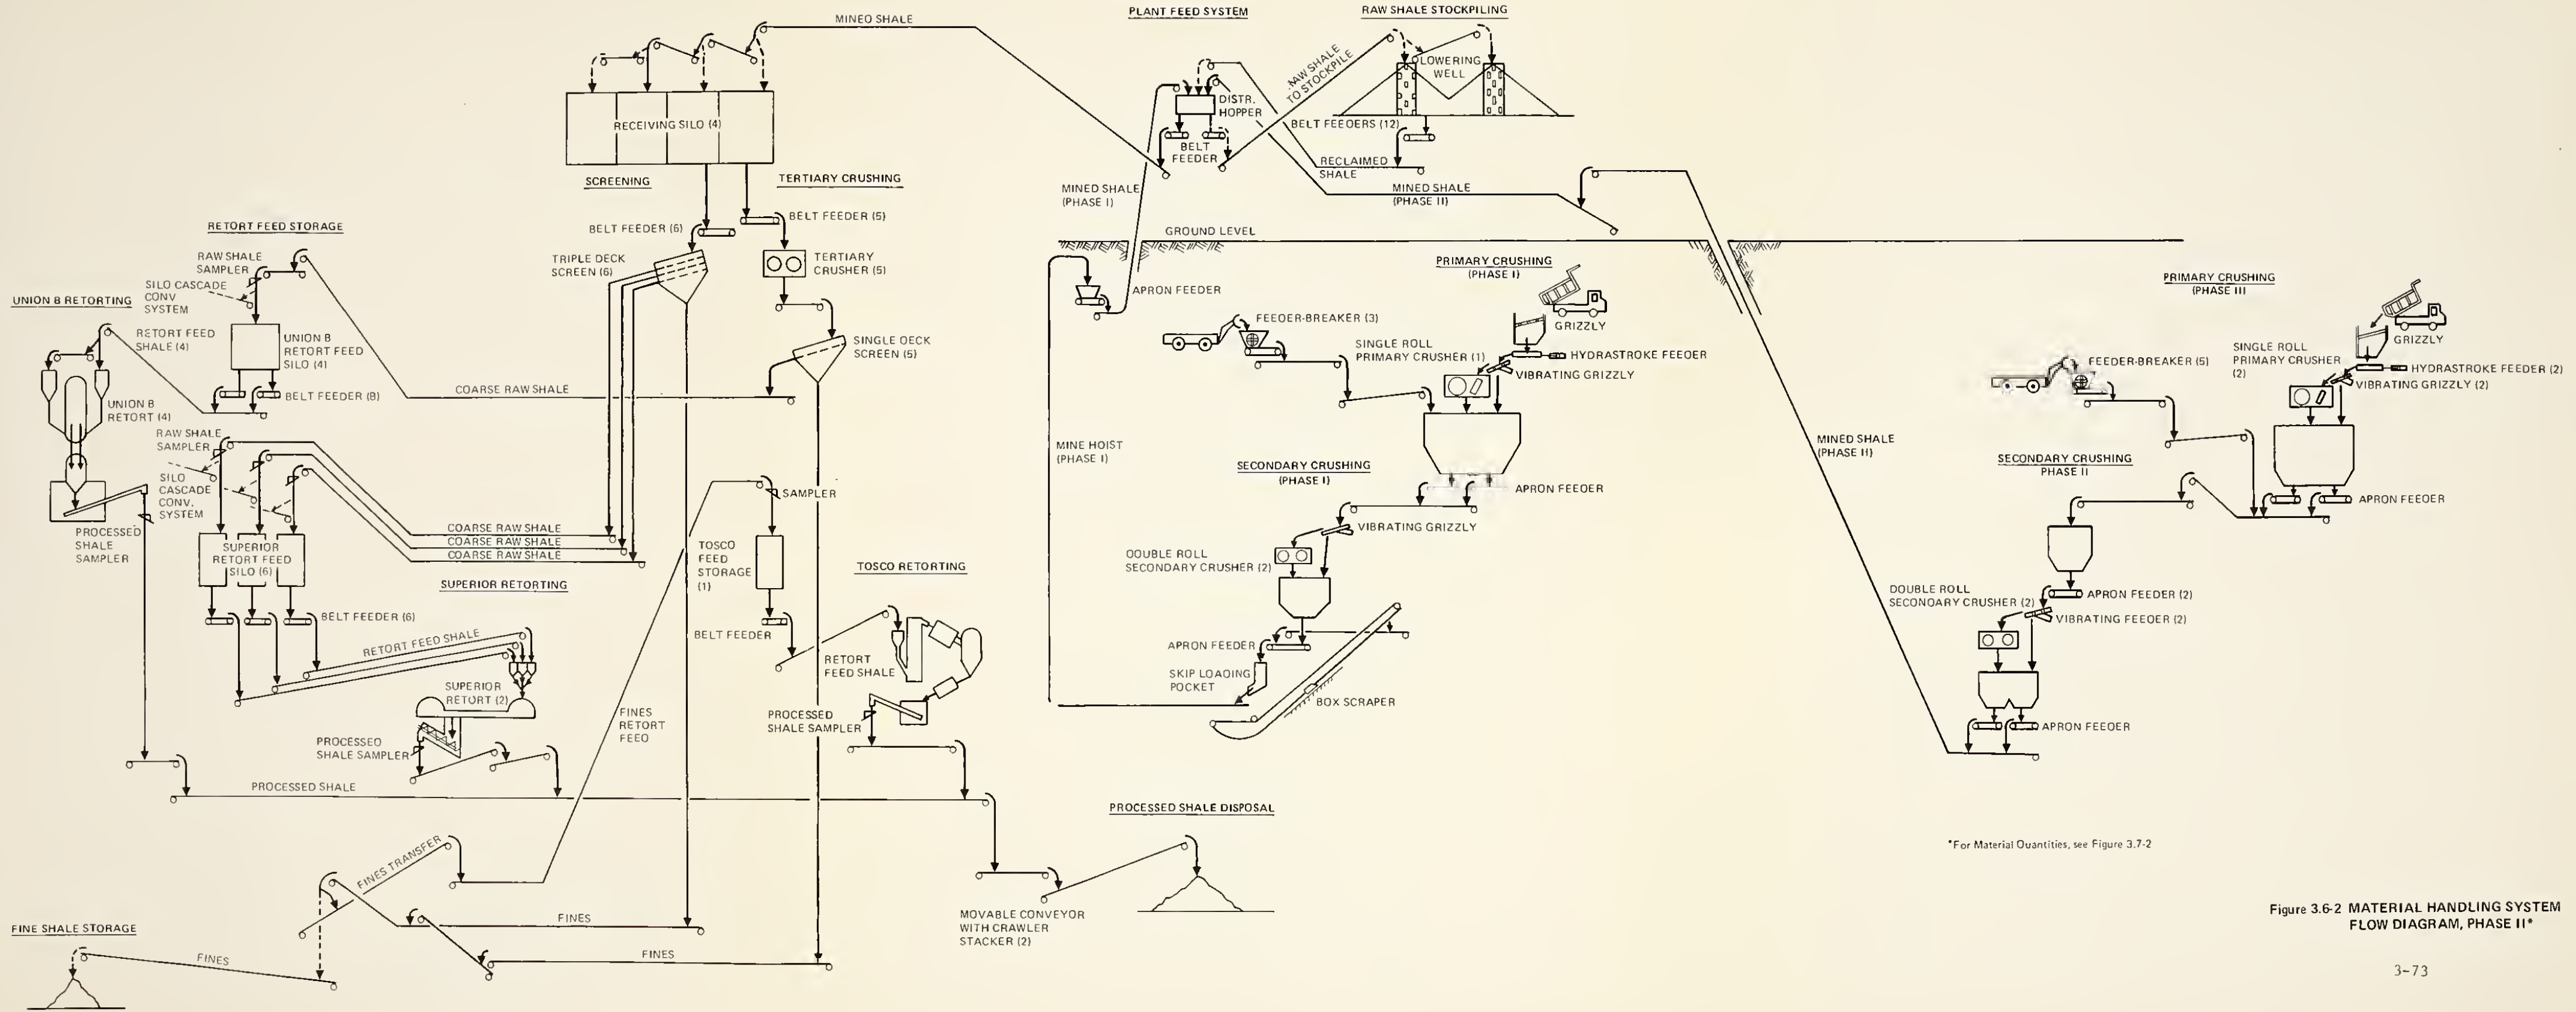 PLANT FEED SYSTEM
RAW SHALE STOCKPILING
MINED SHALE
RAW SHALE
TO STOCKPILE
LOWERING
WELL
DISTR.
HOPPER
RECEIVING SILO (4)
BELT FEEDERS (12)
BELT
FEEDER
RECLAIMED
SHALE
SCREENING
TERTIARY CRUSHING
MINED SHALE
(PHASE I)
MINED SHALE
(PHASE II)
BELT FEEDER (5)
BELT FEEDER (6)
RETORT FEED STORAGE
GROUND LEVEL
RAW SHALE
SAMPLER
TRIPLE DECK
SCREEN (6)
TERTIARY
CRUSHER (5)
PRIMARY CRUSHING
(PHASE I)
PRIMARY CRUSHING
(PHASE III
SILO CASCADE
CONV
SYSTEM
UNION B RETORTING
APRON FEEDER
RETORT FEED
SHALE (4)
UNION B
RETORT FEED
SILO (4)
FEEDER-BREAKER (3)
GRIZZLY
SINGLE DECK
SCREEN (5)
SINGLE ROLL
PRIMARY CRUSHER (1)
HYDRASTROKE FEEDER
VIBRATING GRIZZLY
GRIZZLY
SINGLE ROLL
PRIMARY CRUSHER
(2)
FEEDER-BREAKER (5)
HYDRASTROKE FEEDER (2)
VIBRATING GRIZZLY (2)
COARSE RAW SHALE
BELT FEEDER (8)
UNION B
RETORT (4)
RAW SHALE
SAMPLER
MINE HOIST
(PHASE I)
MINED SHALE
(PHASE II)
SECONDARY CRUSHING
(PHASE I)
SECONDARY CRUSHING
PHASE II
SILO
CASCADE
CONV.
SYSTEM
SAMPLER
APRON FEEDER
APRON FEEDER
PROCESSED
SHALE
SAMPLER
COARSE RAW SHALE
COARSE RAW SHALE
COARSE RAW SHALE
VIBRATING GRIZZLY
SUPERIOR
RETORT FEED
SILO (6)
TOSCO
FEED
STORAGE
(1)
TOSCO RETORTING
DOUBLE ROLL
SECONDARY CRUSHER (2)
SUPERIOR RETORTING
DOUBLE ROLL
SECONDARY CRUSHER (2)
APRON FEEDER (2)
VIBRATING FEEDER (2)
BELT FEEDER (6)
BELT FEEDER
RETORT FEED SHALE
RETORT
FEED SHALE
APRON FEEDER
SKIP LOADING
POCKET
BOX SCRAPER
SUPERIOR
RETORT (2)
FINES
RETORT
FEED
PROCESSED
SHALE SAMPLER
APRON FEEDER
PROCESSED
SHALE SAMPLER
PROCESSED SHALE
PROCESSED SHALE DISPOSAL
FINES TRANSFER
*For Material Quantities, see Figure 3.7-2
FINES
MOVABLE CONVEYOR
WITH CRAWLER
STACKER (2)
FINE SHALE STORAGE
FINES
FINES
Figure 3.6-2 MATERIAL HANDLING SYSTEM
FLOW DIAGRAM, PHASE II*
3-73